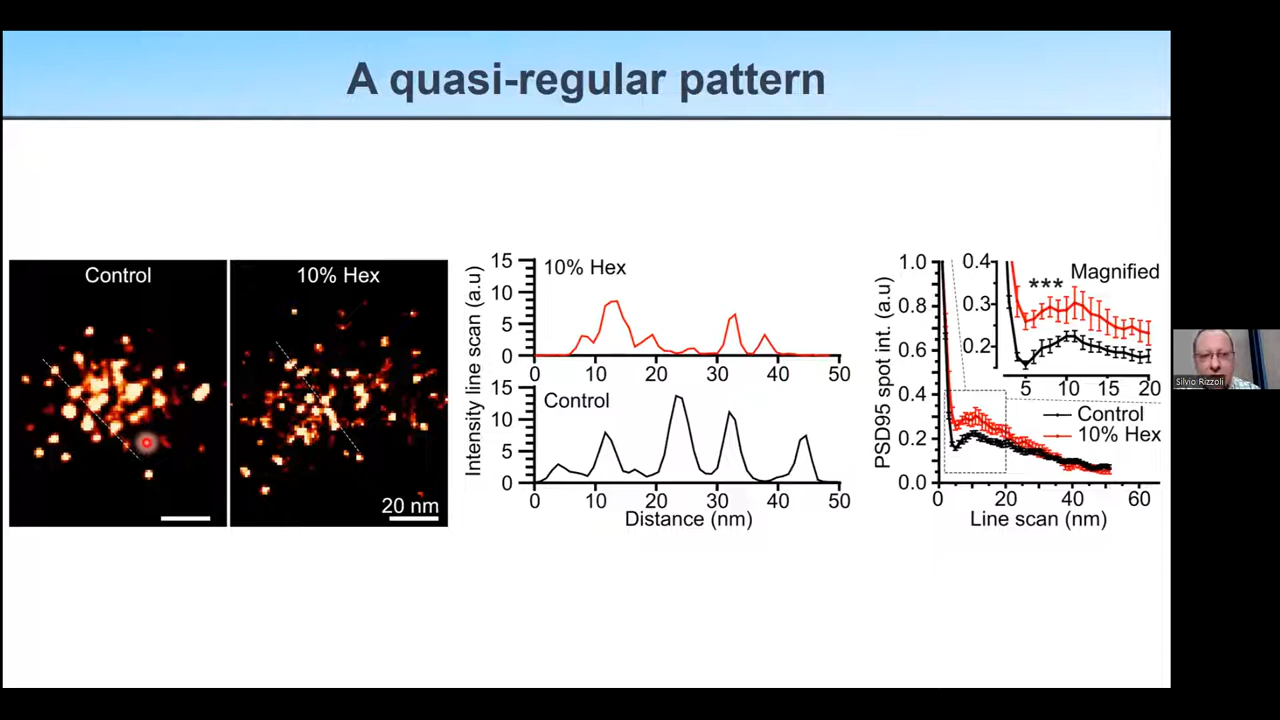 A quasi-regular pattern
Control
10% Hex
20 nm
Intensity line scan (a.u)
15
10
5
0
10% Hex
0 10 20 30 40 50
15
10
5
0
Control
0 10 20 30 40 50
Distance (nm)
PSD95 spot int. (a.u)
1.0
0.8
0.6
0.4
0.2
0.0
0.4
0.3
0.2
*** Magnified
5 10 15 20
Control
10% Hex
0 20 40 60
Line scan (nm)
Silvio Rizzoli